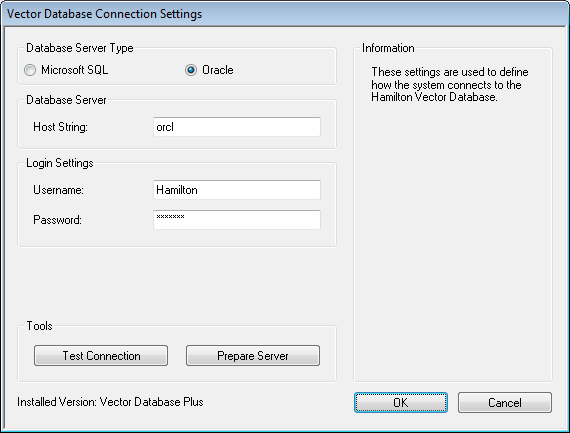 Vector Database Connection Settings
Database Server Type
Microsoft SQL
Oracle
Database Server
Host String:
orcl
Login Settings
Username:
Hamilton
Password:
*******
Tools
Test Connection
Prepare Server
Installed Version: Vector Database Plus
Information
These settings are used to define
how the system connects to the
Hamilton Vector Database.
OK
Cancel